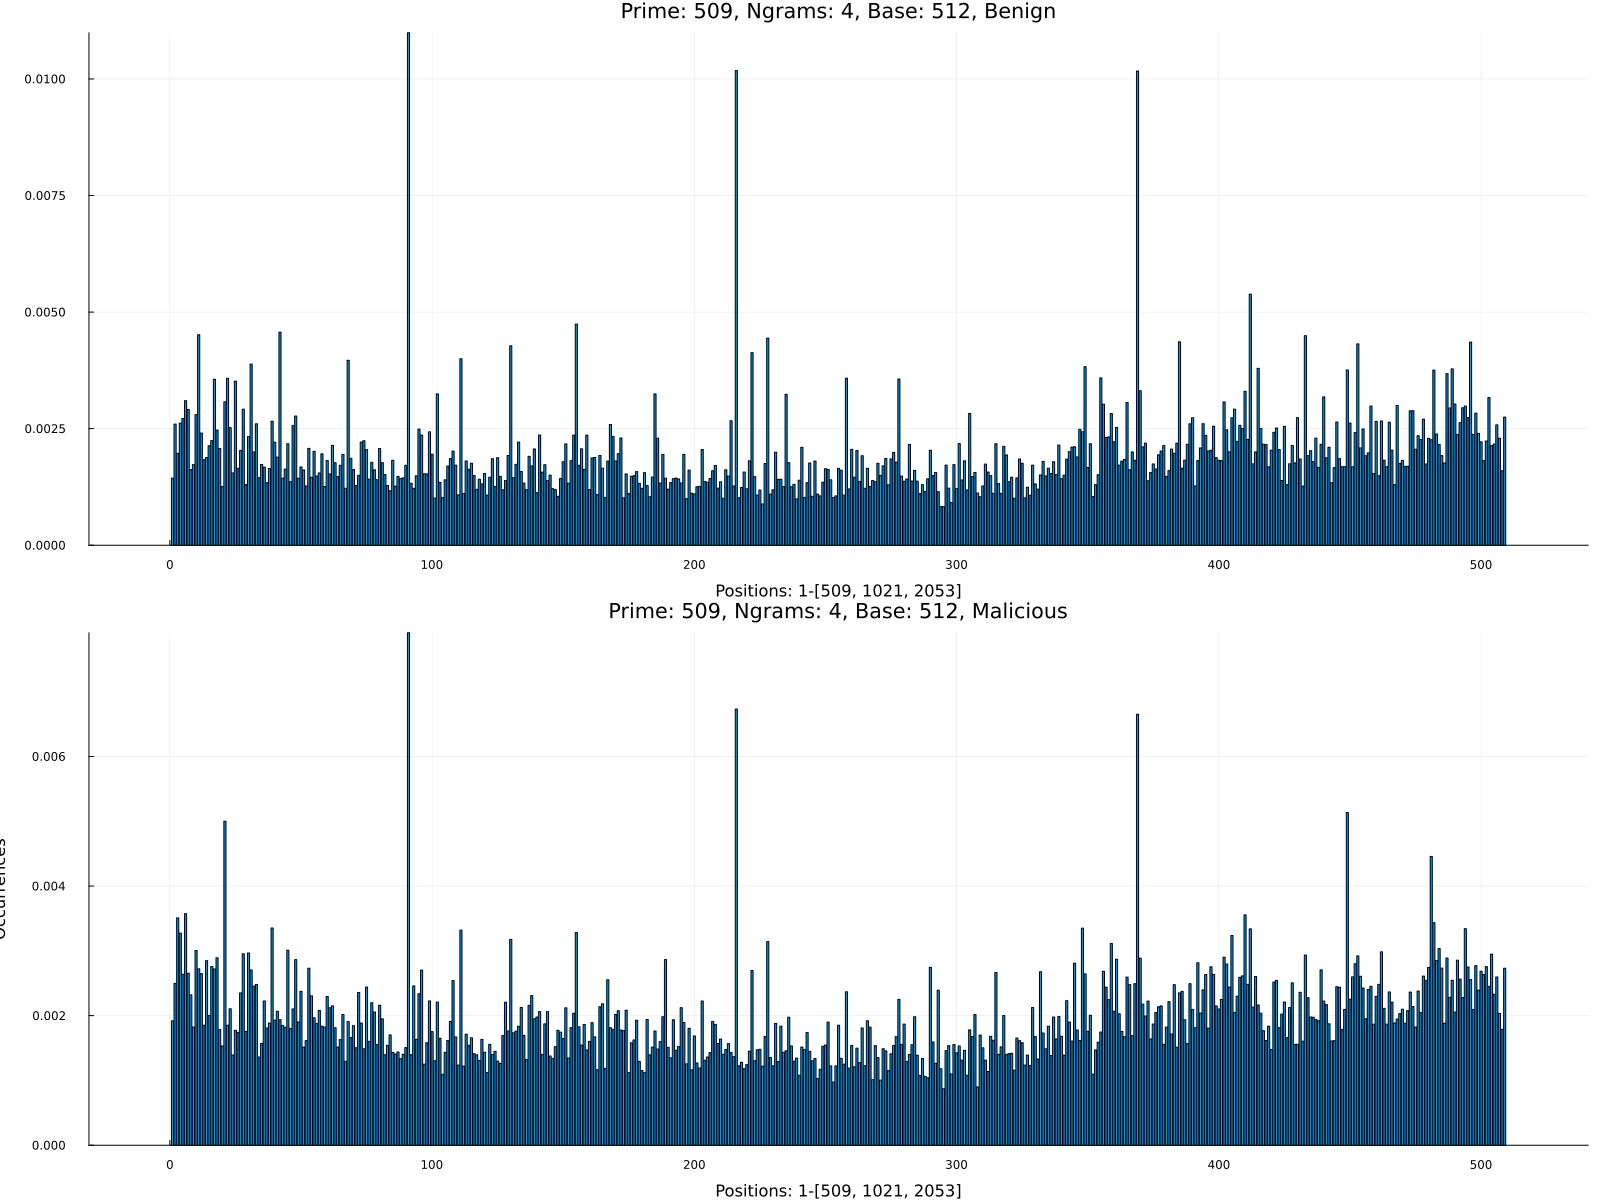 Prime: 509, Ngrams: 4, Base: 512, Benign
0.0100
0.0075
0.0050
0.0025
0.0000
0 100 200 300 400 500
Positions: 1-[509, 1021, 2053]
Prime: 509, Ngrams: 4, Base: 512, Malicious
0.006
0.004
Occurrences
0.002
0.000
0 100 200 300 400 500
Positions: 1-[509, 1021, 2053]